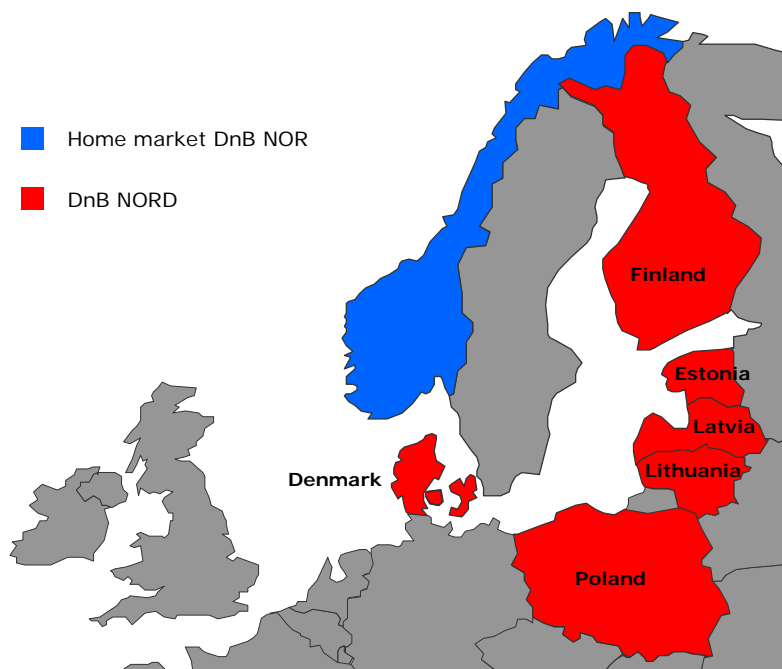 Home market DnB NOR
DnB NORD
Finland
Estonia
Latvia
Lithuania
Denmark
Poland